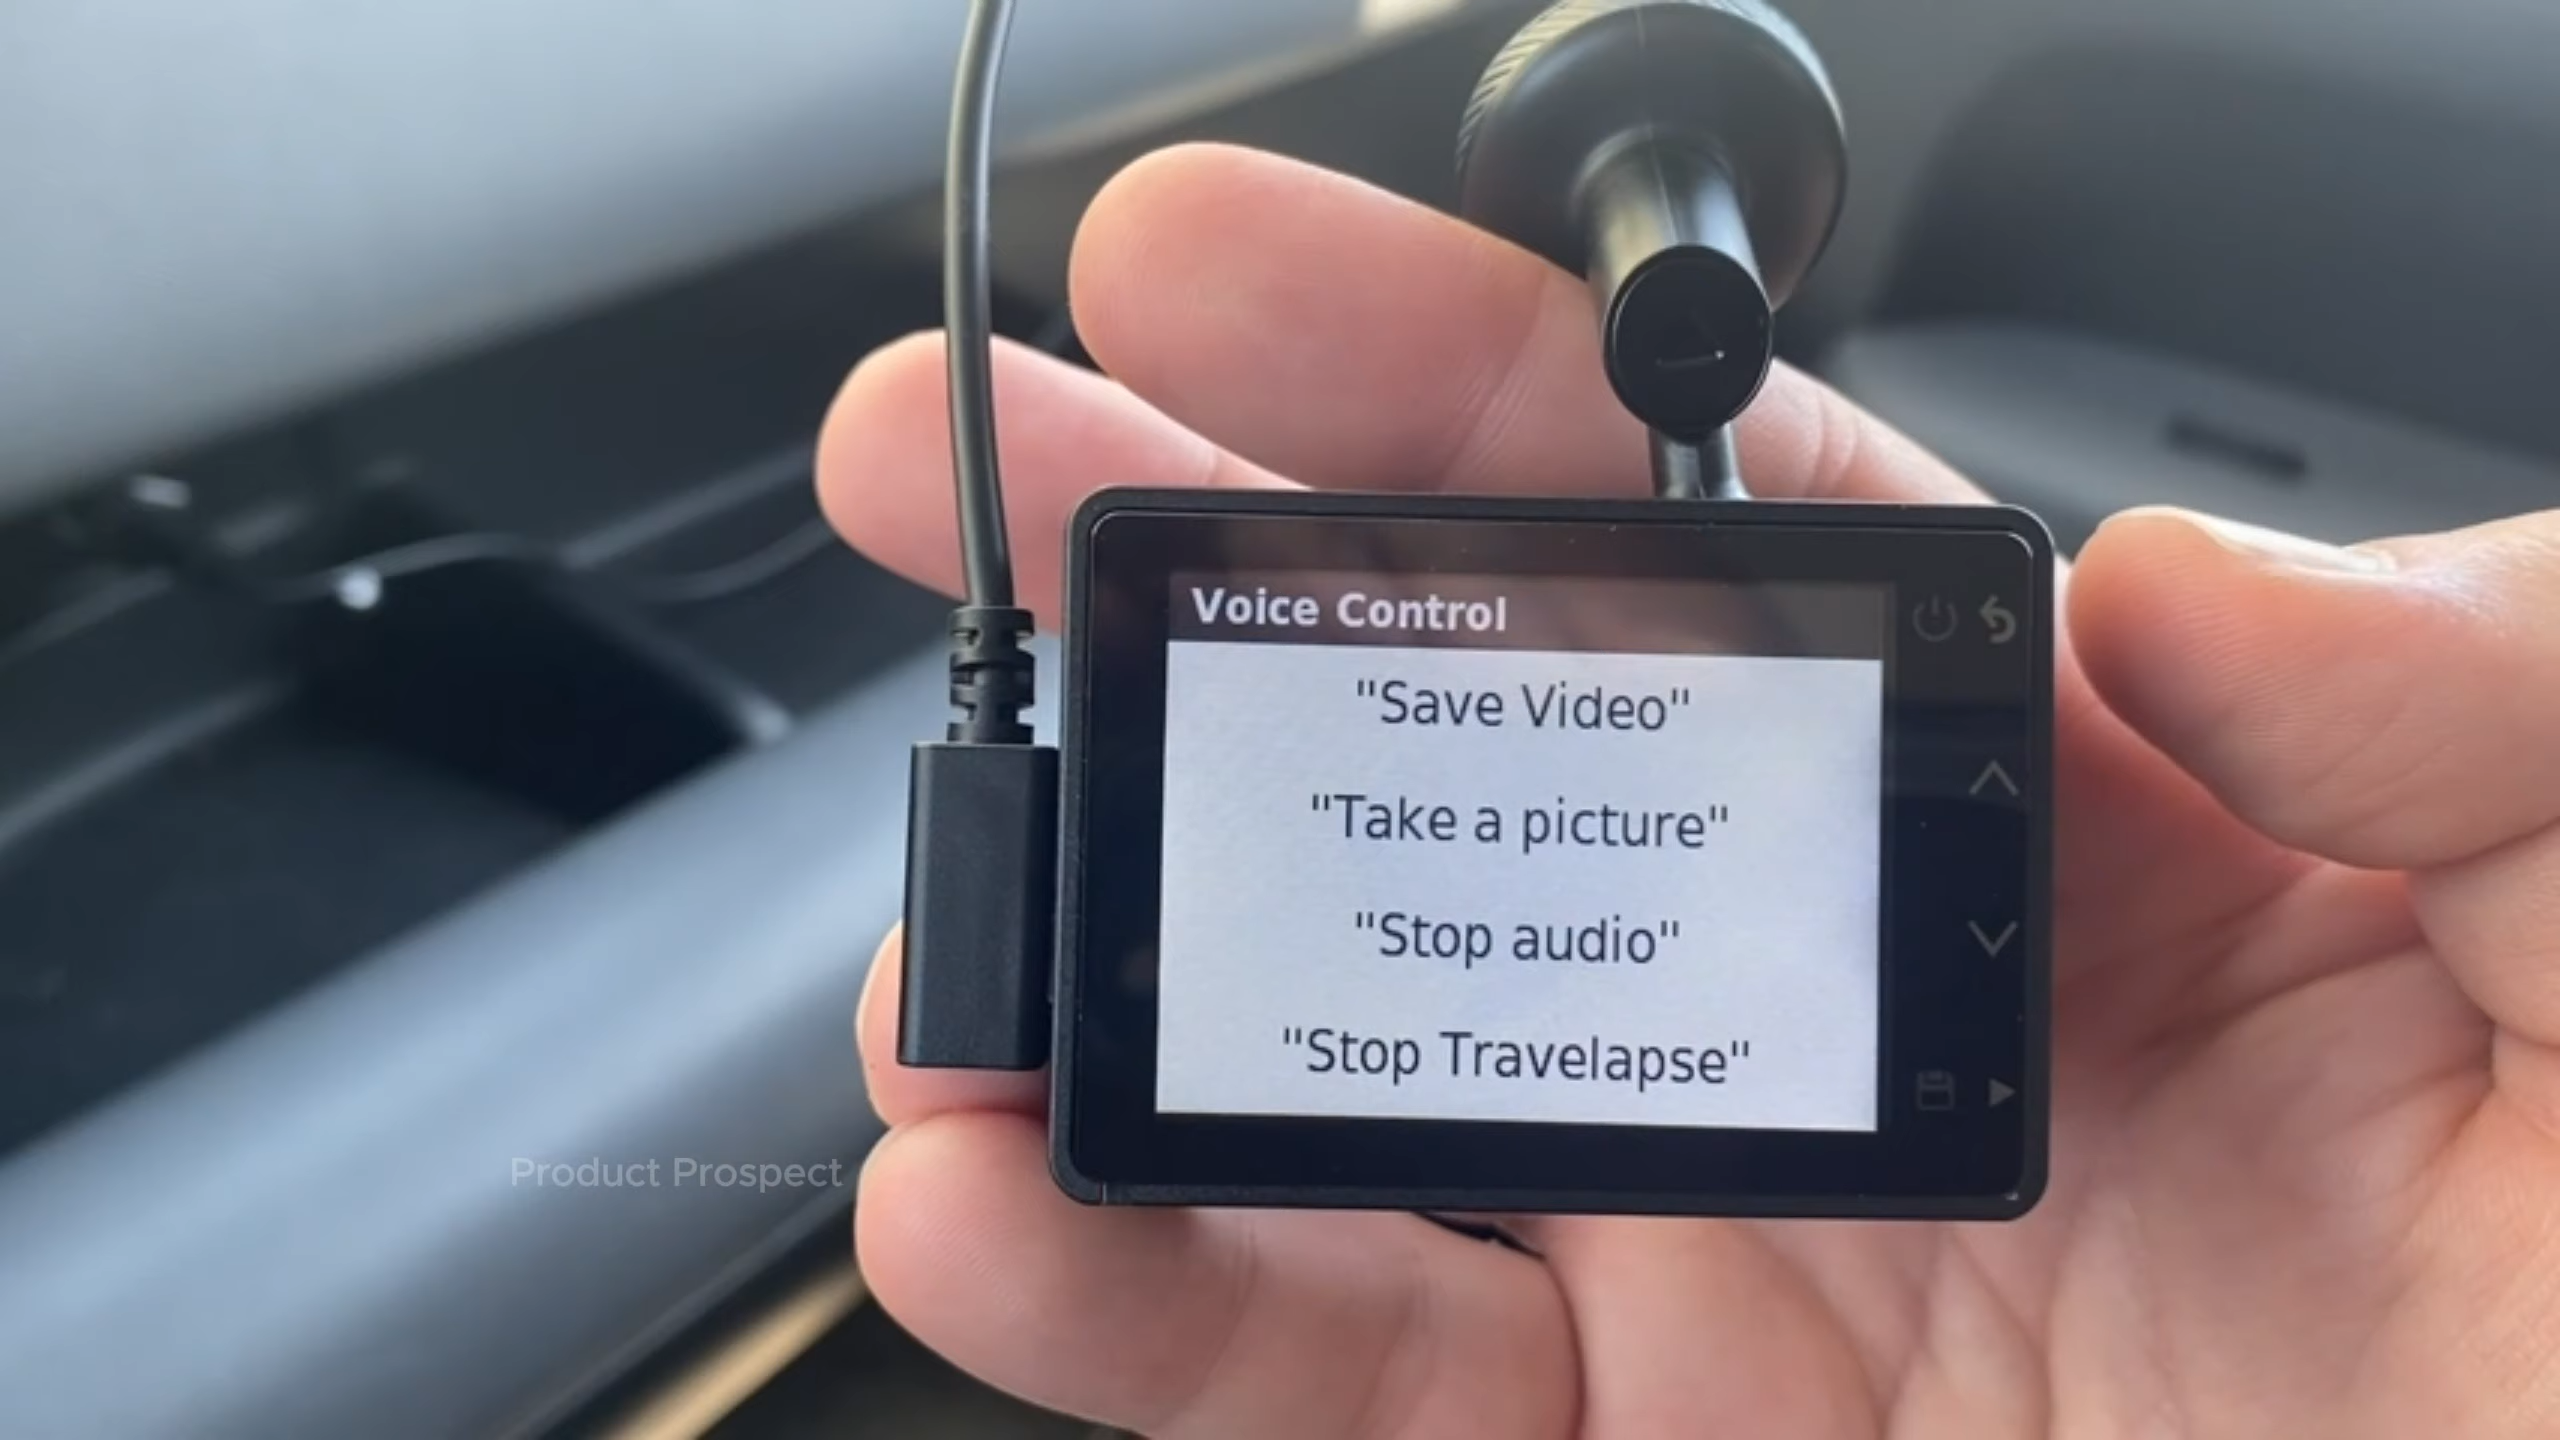 Voice Control
"Save Video"
"Take a picture"
"Stop audio"
"Stop Travelapse"
Product Prospect